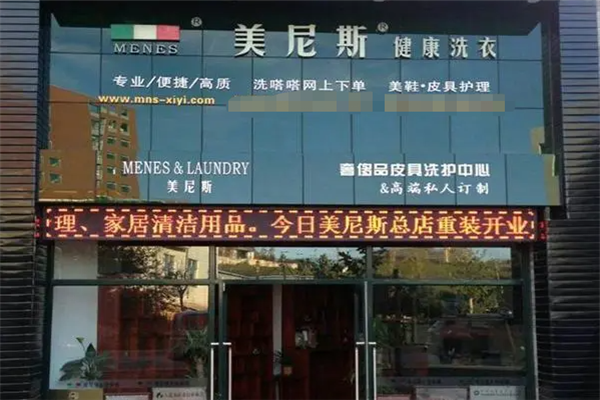 MENES®
美尼斯® 健康洗衣
专业/便捷/高质 洗嗒嗒网上下单 美鞋·皮具护理
www.mns-xiyi.com
MENES & LAUNDRY
美尼斯
奢侈品皮具洗护中心
&高端私人订制
理、家居清洁用品。今日美尼斯总店重装开业